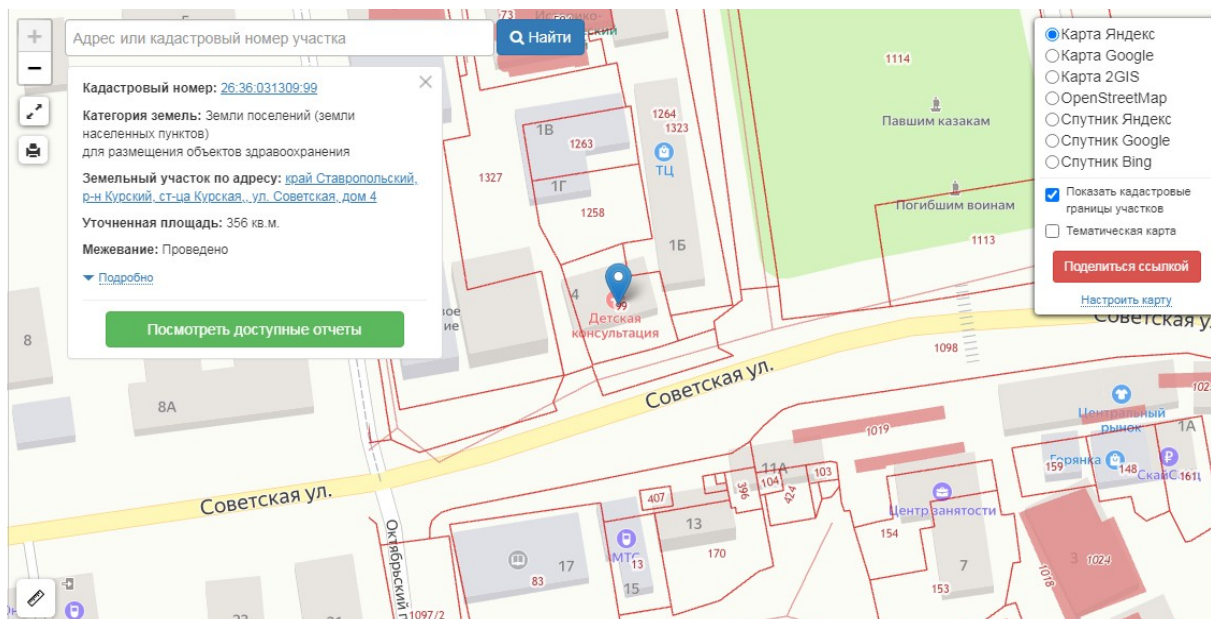 Адрес или кадастровый номер участка
Найти
Кадастровый номер: 26:36:031309:99
Категория земель: Земли поселений (земли
населенных пунктов)
для размещения объектов здравоохранения
Земельный участок по адресу: край Ставропольский,
р-н Курский, ст-ца Курская,, ул. Советская, дом 4
Уточненная площадь: 356 кв.м.
Межевание: Проведено
Подробно
Посмотреть доступные отчеты
Карта Яндекс
Карта Google
Карта 2GIS
OpenStreetMap
Спутник Яндекс
Спутник Google
Спутник Bing
Показать кадастровые
границы участков
Тематическая карта
Поделиться ссылкой
Настроить карту
1114
Павшим казакам
Погибшим воинам
1113
1264
1323
ТЦ
1В
1263
1327
1Г
1258
1Б
4
99
Детская
консультация
8
8А
Советская ул.
1098
Советская ул.
Советская у
Центральный
рынок
1А
1019
Горянка
159
148
161
11А
104
103
396
424
407
Центр занятости
13
170
154
7
153
3
1024
1018
МТС
13
15
17
83
Октябрьский п
1097/2